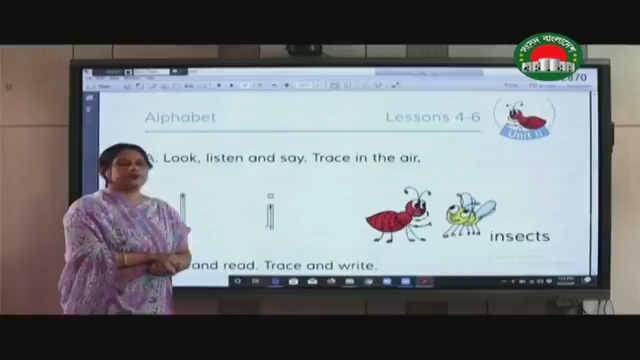 সংসদ বাংলাদেশ
Alphabet Lessons 4-6
Unit 11
A. Look, listen and say. Trace in the air.
I i
insects
and read. Trace and write.